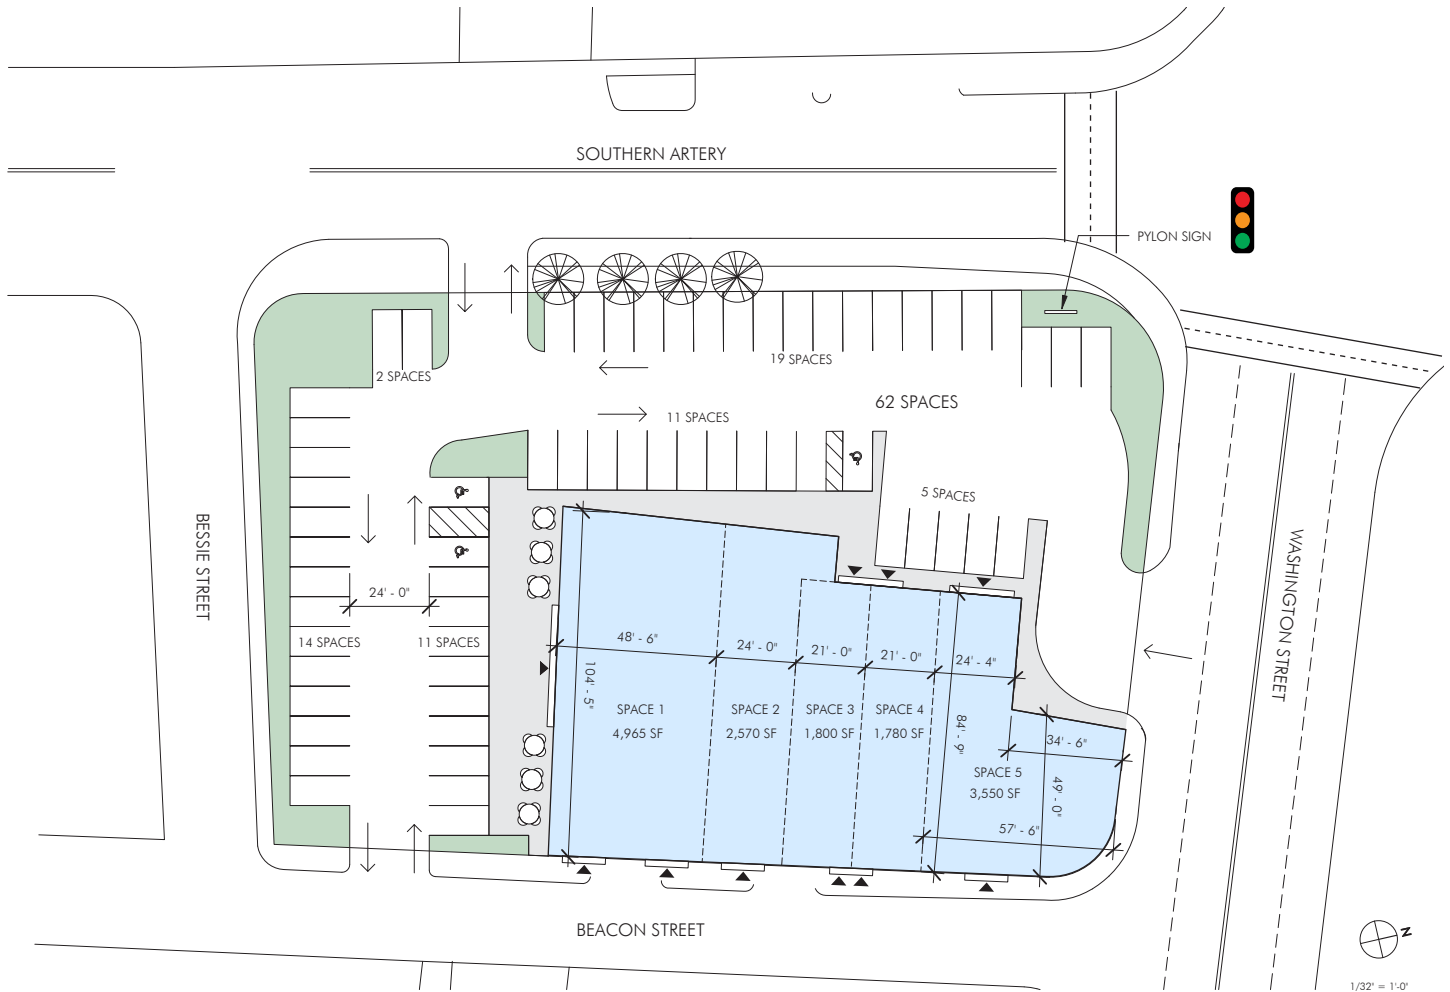 SOUTHERN ARTERY
PYLON SIGN
19 SPACES
2 SPACES
62 SPACES
11 SPACES
5 SPACES
BESSIE STREET
WASHINGTON STREET
24' - 0"
14 SPACES
11 SPACES
48' - 6"
24' - 0"
21' - 0"
21' - 0"
24' - 4"
104' - 5"
SPACE 1
4,965 SF
SPACE 2
2,570 SF
SPACE 3
1,800 SF
SPACE 4
1,780 SF
84' - 9"
34' - 6"
SPACE 5
3,550 SF
49' - 0"
57' - 6"
BEACON STREET
N
1/32" = 1'-0"